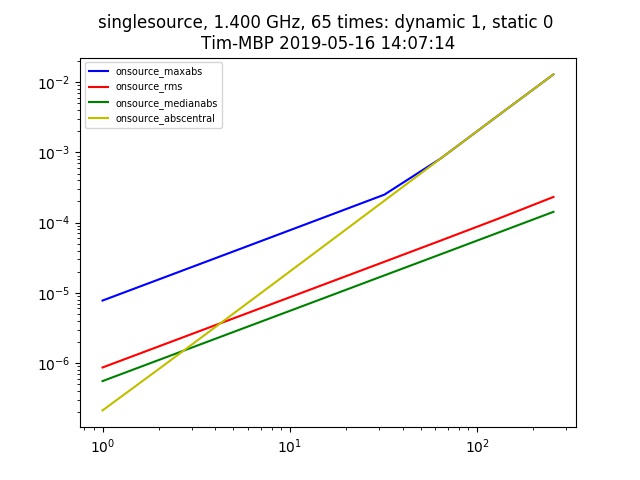 singlesource, 1.400 GHz, 65 times: dynamic 1, static 0
Tim-MBP 2019-05-16 14:07:14
onsource_maxabs
onsource_rms
onsource_medianabs
onsource_abscentral
10⁻²
10⁻³
10⁻⁴
10⁻⁵
10⁻⁶
10⁰ 10¹ 10²